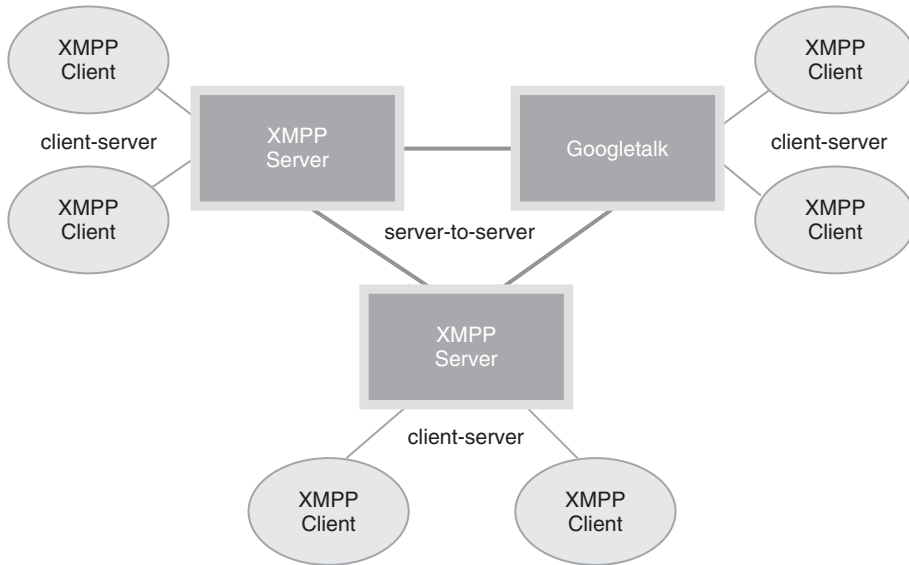 XMPP
Client
XMPP
Client
client-server
XMPP
Server
Googletalk
client-server
XMPP
Client
XMPP
Client
server-to-server
XMPP
Server
client-server
XMPP
Client
XMPP
Client